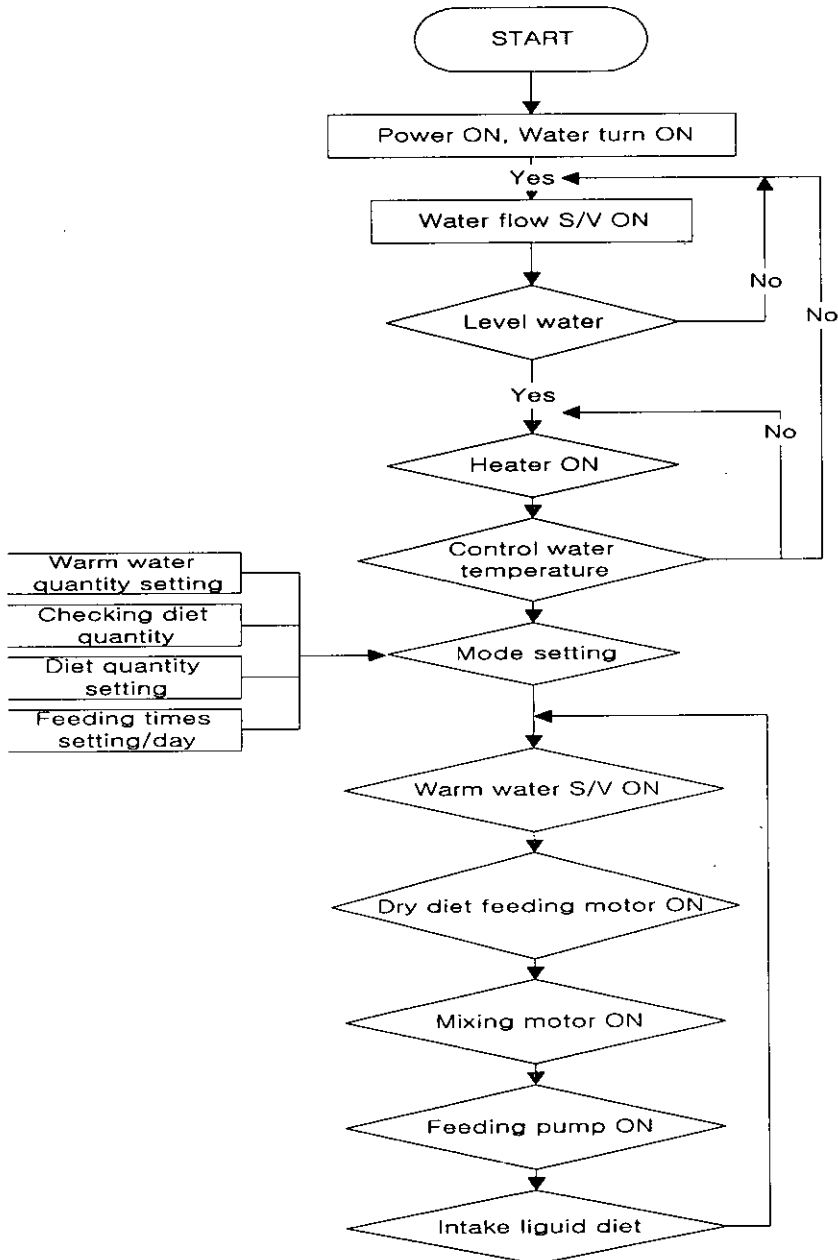 START
Power ON, Water turn ON
Yes
Water flow S/V ON
No
No
Level water
Yes
No
Heater ON
Control water
temperature
Warm water
quantity setting
Checking diet
quantity
Diet quantity
setting
Feeding times
setting/day
Mode setting
Warm water S/V ON
Dry diet feeding motor ON
Mixing motor ON
Feeding pump ON
Intake liguid diet